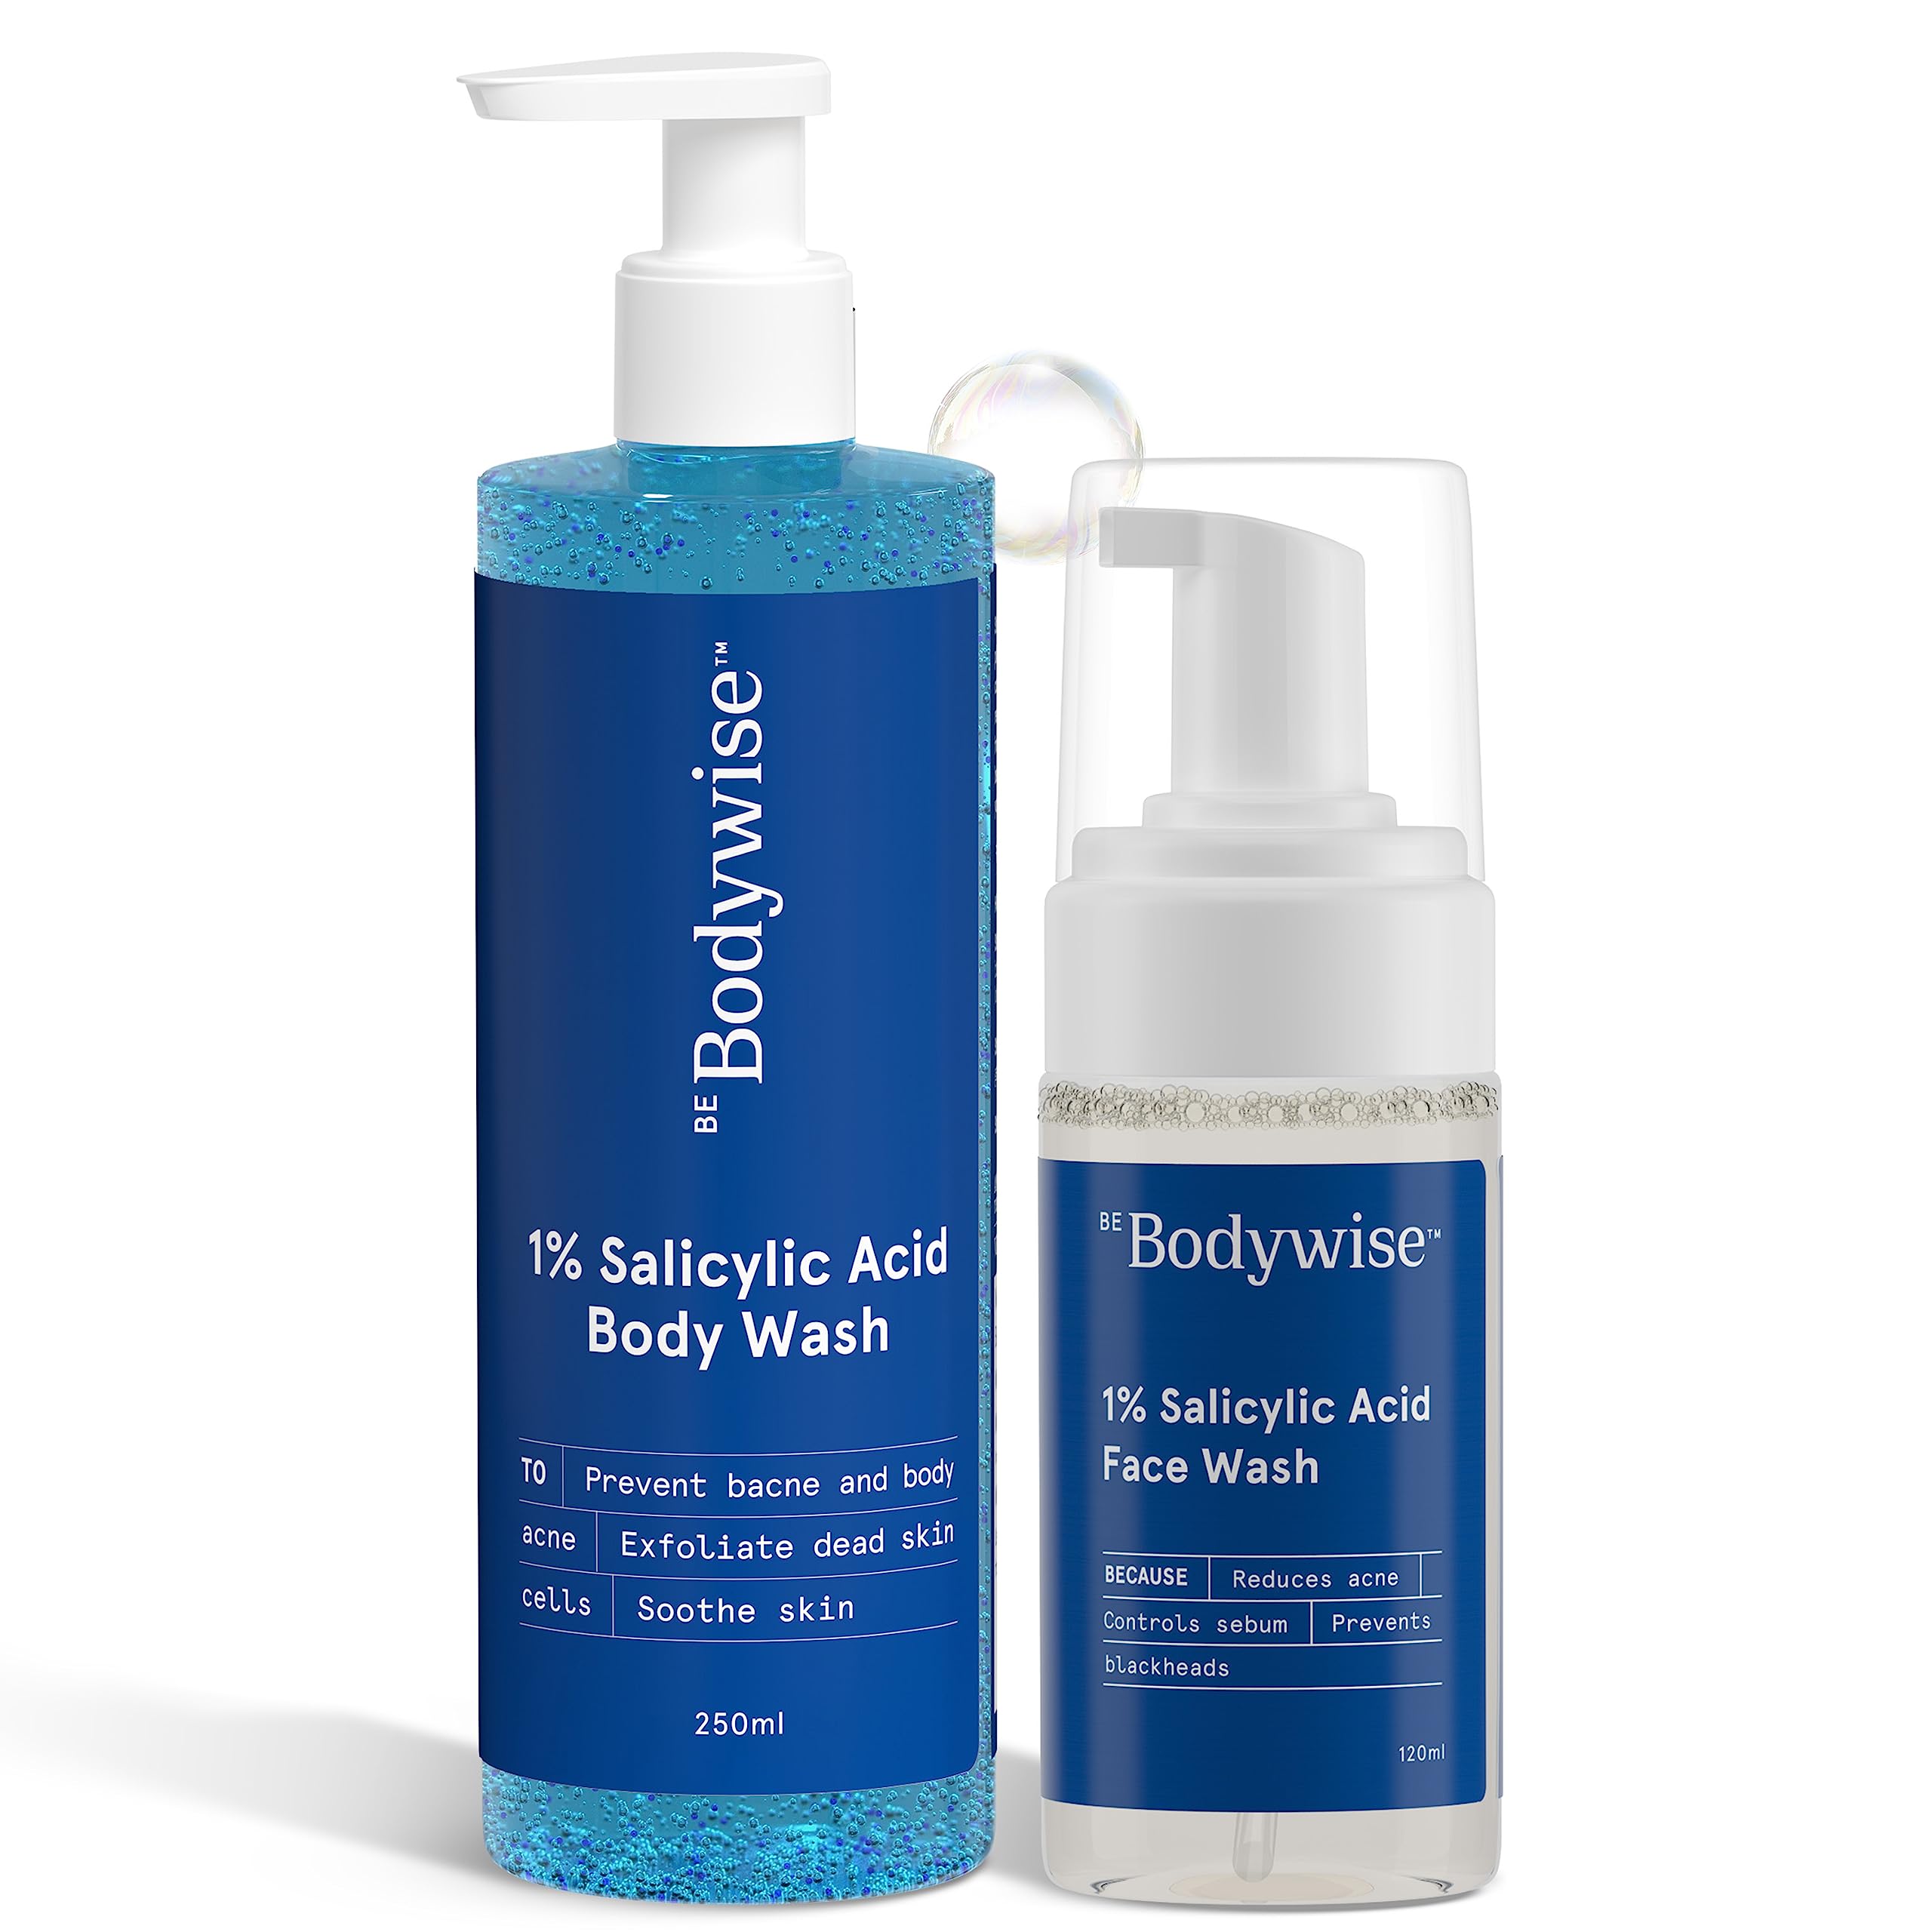 BE Bodywise™
1% Salicylic Acid
Body Wash
TO Prevent bacne and body
acne Exfoliate dead skin
cells Soothe skin
250ml
BE Bodywise™
1% Salicylic Acid
Face Wash
BECAUSE Reduces acne
Controls sebum Prevents
blackheads
120ml